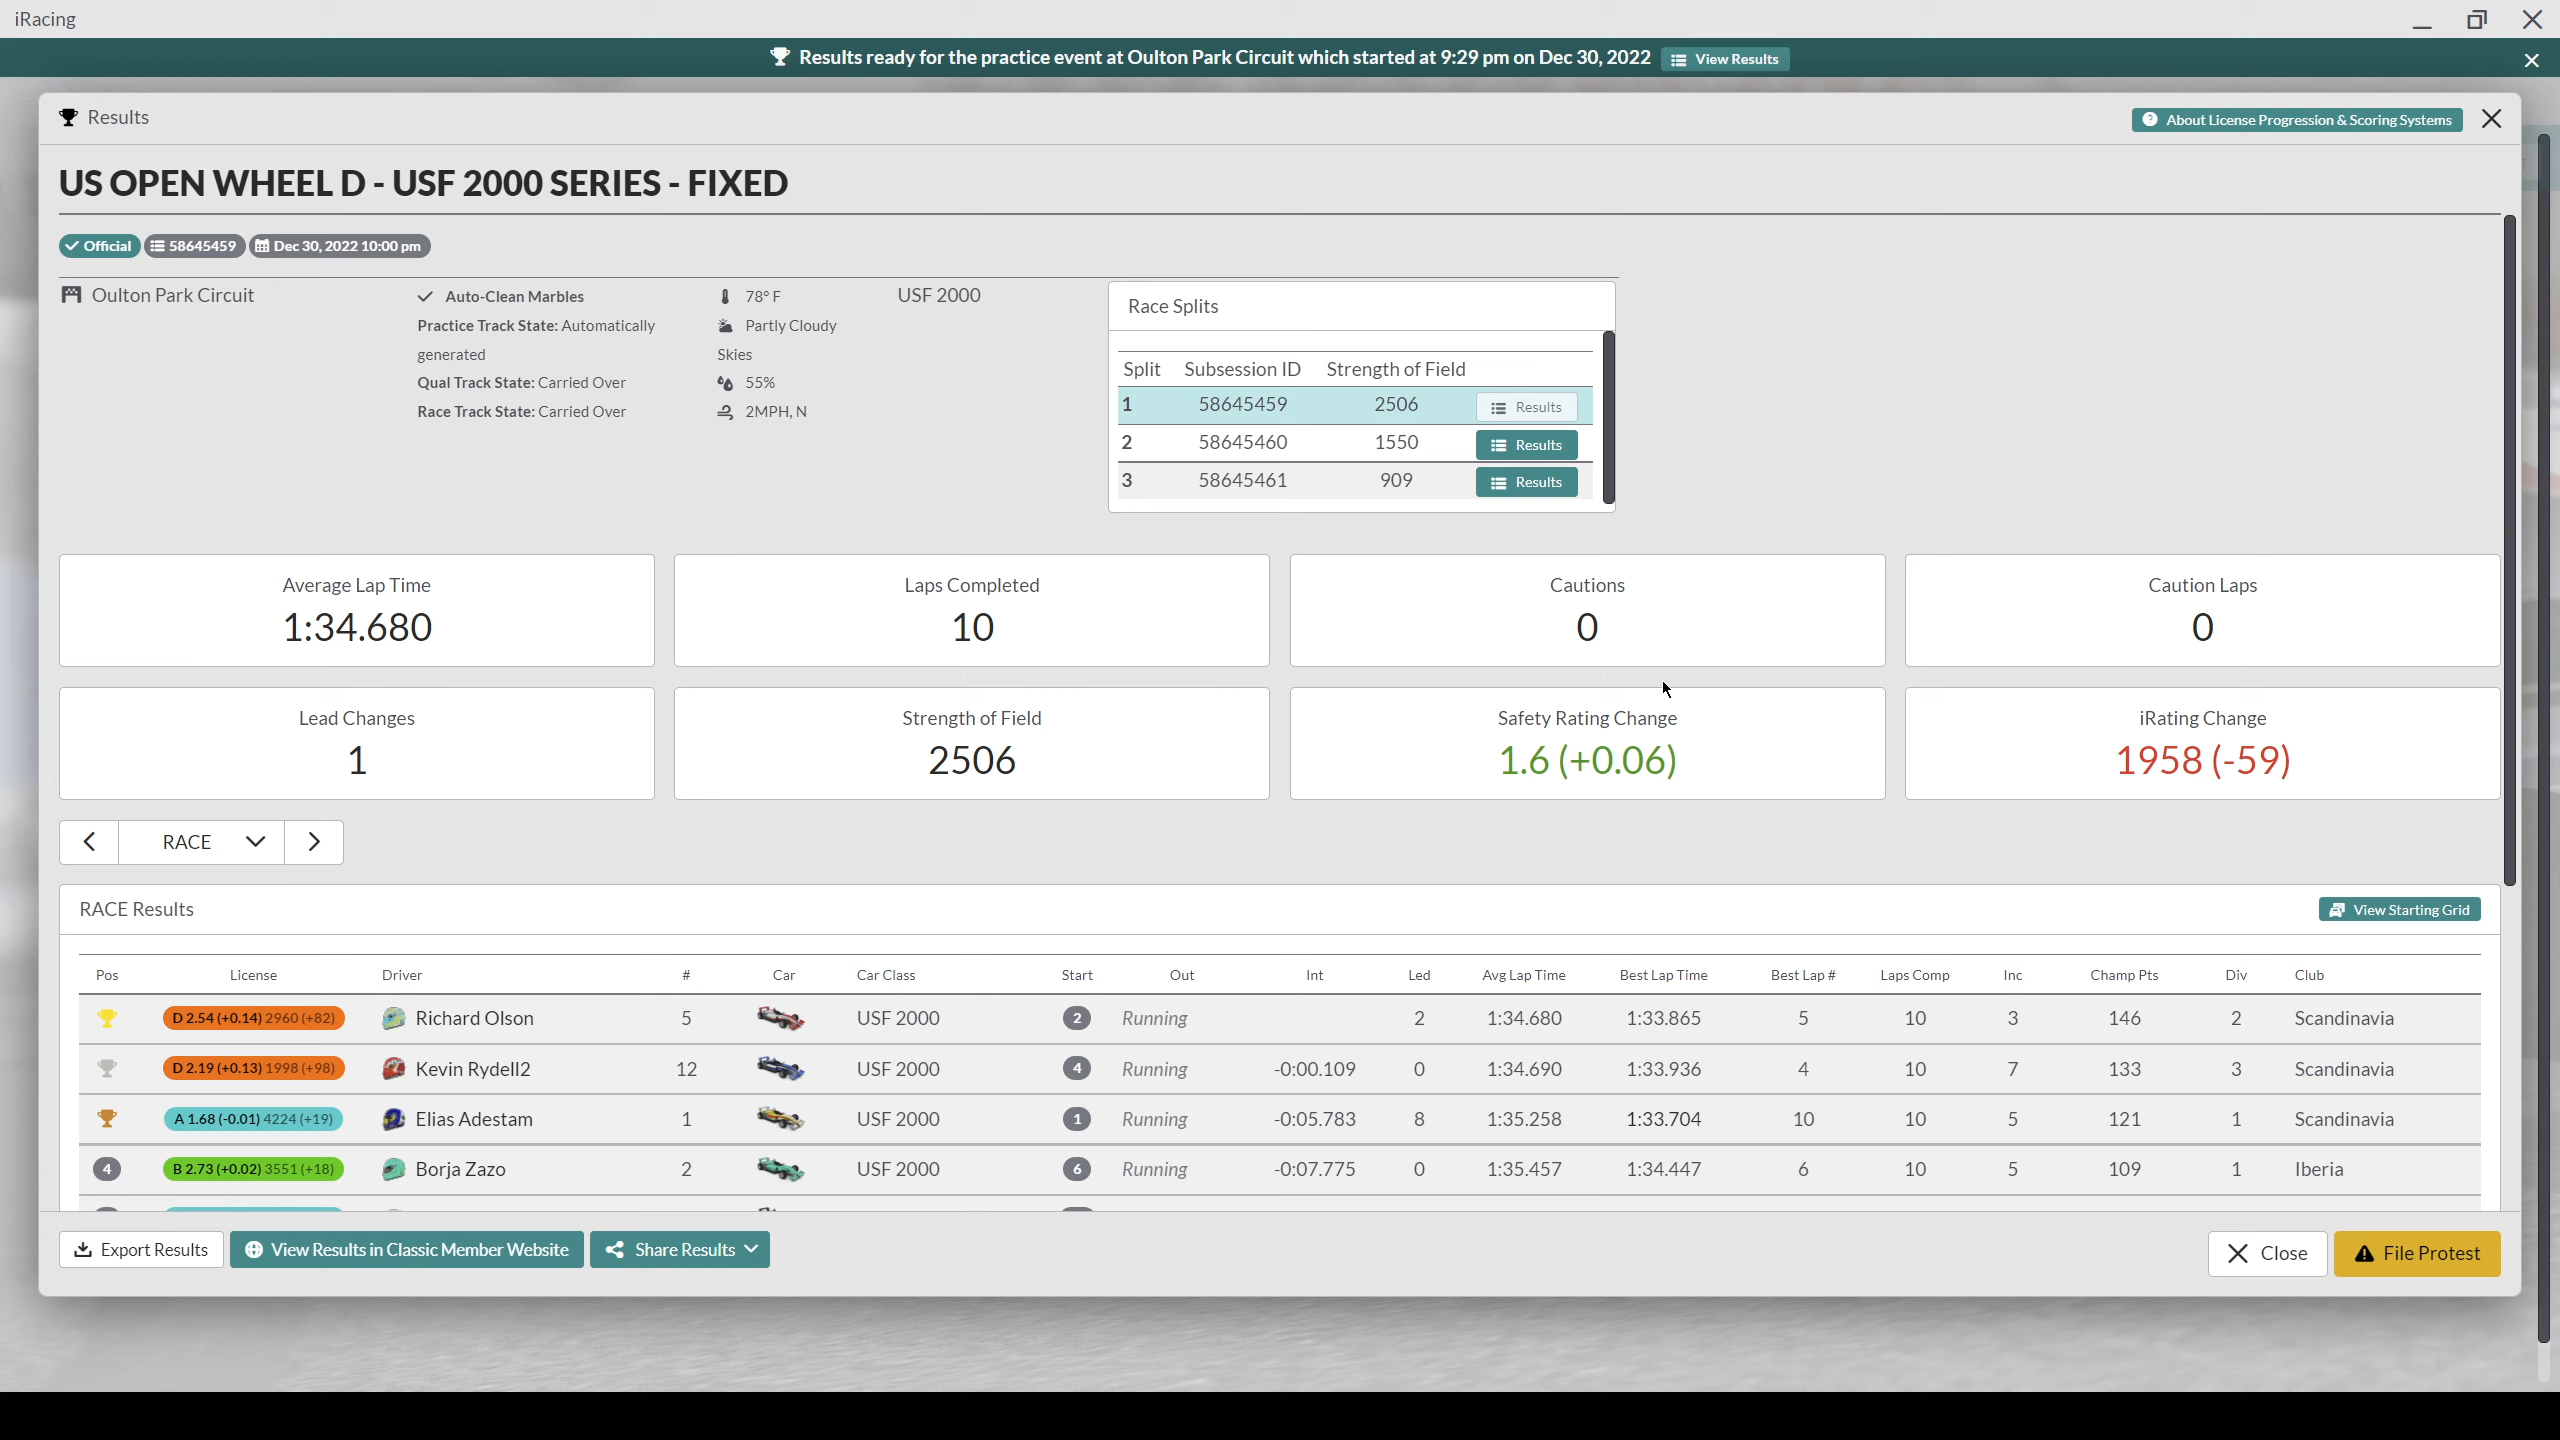 iRacing
Results ready for the practice event at Oulton Park Circuit which started at 9:29 pm on Dec 30, 2022 View Results
Results About License Progression & Scoring Systems
US OPEN WHEEL D - USF 2000 SERIES - FIXED
Official 58645459 Dec 30, 2022 10:00 pm
Oulton Park Circuit
Auto-Clean Marbles
Practice Track State: Automatically
generated
Qual Track State: Carried Over
Race Track State: Carried Over
78° F
Partly Cloudy
Skies
55%
2MPH, N
USF 2000
Race Splits
Split Subsession ID Strength of Field
1 58645459 2506 Results
2 58645460 1550 Results
3 58645461 909 Results
Average Lap Time
1:34.680
Laps Completed
10
Cautions
0
Caution Laps
0
Lead Changes
1
Strength of Field
2506
Safety Rating Change
1.6 (+0.06)
iRating Change
1958 (-59)
RACE
RACE Results View Starting Grid
Pos License Driver # Car Car Class Start Out Int Led Avg Lap Time Best Lap Time Best Lap # Laps Comp Inc Champ Pts Div Club
D 2.54 (+0.14) 2960 (+82) Richard Olson 5 USF 2000 2 Running 2 1:34.680 1:33.865 5 10 3 146 2 Scandinavia
D 2.19 (+0.13) 1998 (+98) Kevin Rydell2 12 USF 2000 4 Running -0:00.109 0 1:34.690 1:33.936 4 10 7 133 3 Scandinavia
A 1.68 (-0.01) 4224 (+19) Elias Adestam 1 USF 2000 1 Running -0:05.783 8 1:35.258 1:33.704 10 10 5 121 1 Scandinavia
4 B 2.73 (+0.02) 3551 (+18) Borja Zazo 2 USF 2000 6 Running -0:07.775 0 1:35.457 1:34.447 6 10 5 109 1 Iberia
Export Results View Results in Classic Member Website Share Results Close File Protest